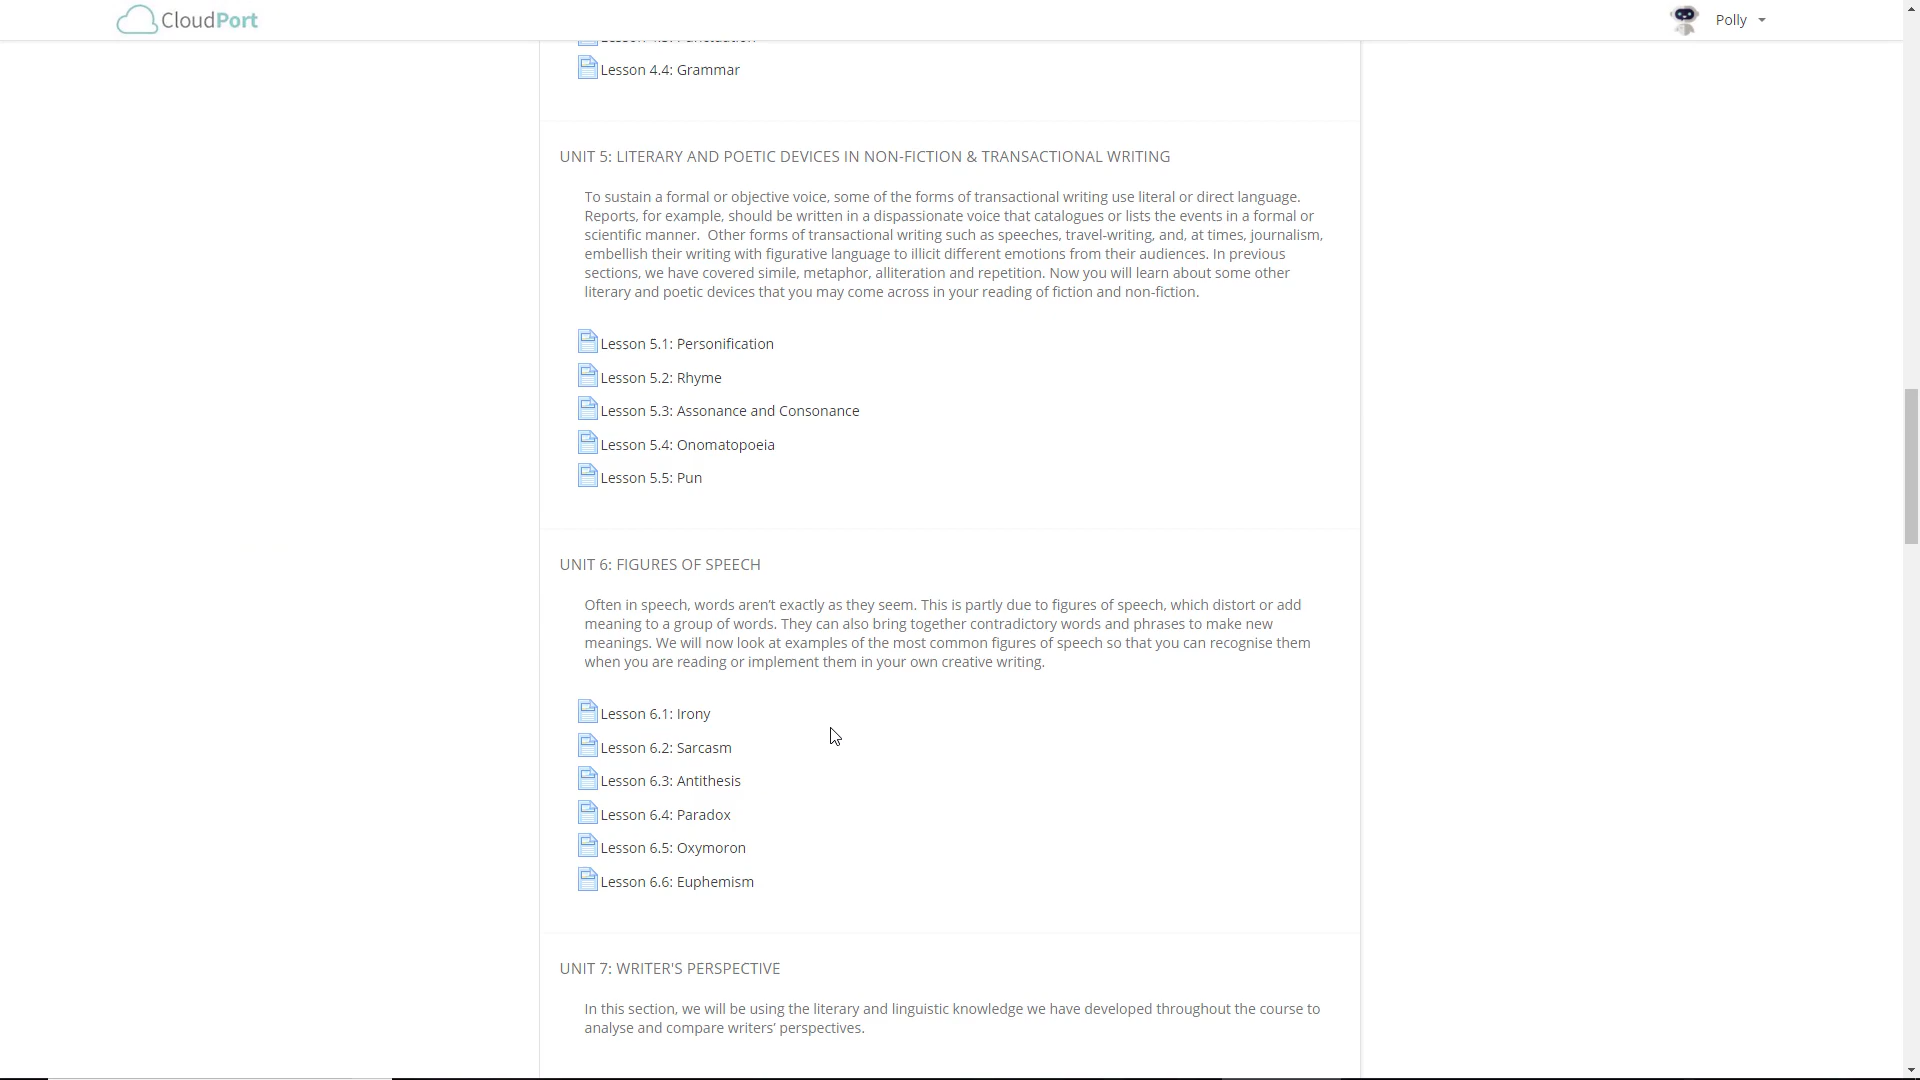 CloudPort
Polly
Lesson 4.3: Punctuation
Lesson 4.4: Grammar
UNIT 5: LITERARY AND POETIC DEVICES IN NON-FICTION & TRANSACTIONAL WRITING
To sustain a formal or objective voice, some of the forms of transactional writing use literal or direct language.
Reports, for example, should be written in a dispassionate voice that catalogues or lists the events in a formal or
scientific manner.  Other forms of transactional writing such as speeches, travel-writing, and, at times, journalism,
embellish their writing with figurative language to illicit different emotions from their audiences. In previous
sections, we have covered simile, metaphor, alliteration and repetition. Now you will learn about some other
literary and poetic devices that you may come across in your reading of fiction and non-fiction.
Lesson 5.1: Personification
Lesson 5.2: Rhyme
Lesson 5.3: Assonance and Consonance
Lesson 5.4: Onomatopoeia
Lesson 5.5: Pun
UNIT 6: FIGURES OF SPEECH
Often in speech, words aren’t exactly as they seem. This is partly due to figures of speech, which distort or add
meaning to a group of words. They can also bring together contradictory words and phrases to make new
meanings. We will now look at examples of the most common figures of speech so that you can recognise them
when you are reading or implement them in your own creative writing.
Lesson 6.1: Irony
Lesson 6.2: Sarcasm
Lesson 6.3: Antithesis
Lesson 6.4: Paradox
Lesson 6.5: Oxymoron
Lesson 6.6: Euphemism
UNIT 7: WRITER'S PERSPECTIVE
In this section, we will be using the literary and linguistic knowledge we have developed throughout the course to
analyse and compare writers’ perspectives.